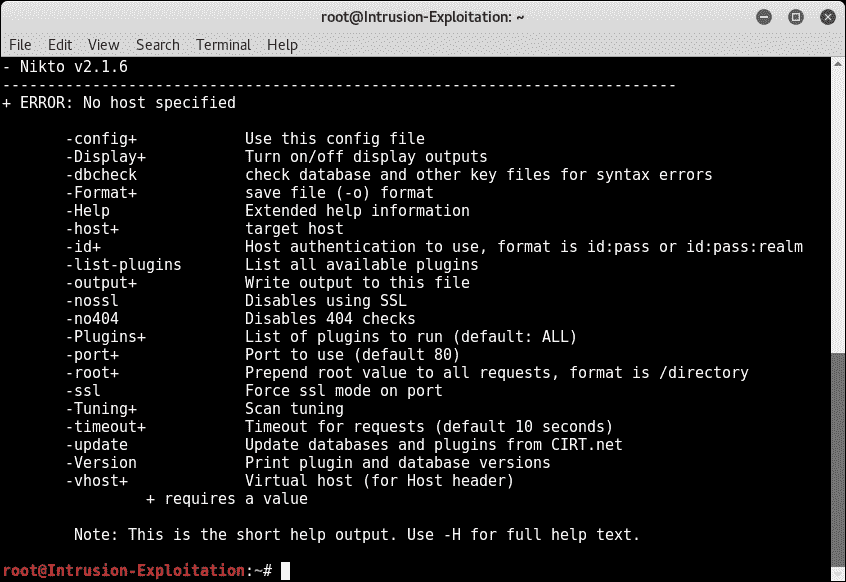 root@Intrusion-Exploitation: ~
File Edit View Search Terminal Help
- Nikto v2.1.6
---------------------------------------------------------------------------
+ ERROR: No host specified
-config+ Use this config file
-Display+ Turn on/off display outputs
-dbcheck check database and other key files for syntax errors
-Format+ save file (-o) format
-Help Extended help information
-host+ target host
-id+ Host authentication to use, format is id:pass or id:pass:realm
-list-plugins List all available plugins
-output+ Write output to this file
-nossl Disables using SSL
-no404 Disables 404 checks
-Plugins+ List of plugins to run (default: ALL)
-port+ Port to use (default 80)
-root+ Prepend root value to all requests, format is /directory
-ssl Force ssl mode on port
-Tuning+ Scan tuning
-timeout+ Timeout for requests (default 10 seconds)
-update Update databases and plugins from CIRT.net
-Version Print plugin and database versions
-vhost+ Virtual host (for Host header)
+ requires a value
Note: This is the short help output. Use -H for full help text.
root@Intrusion-Exploitation:~#